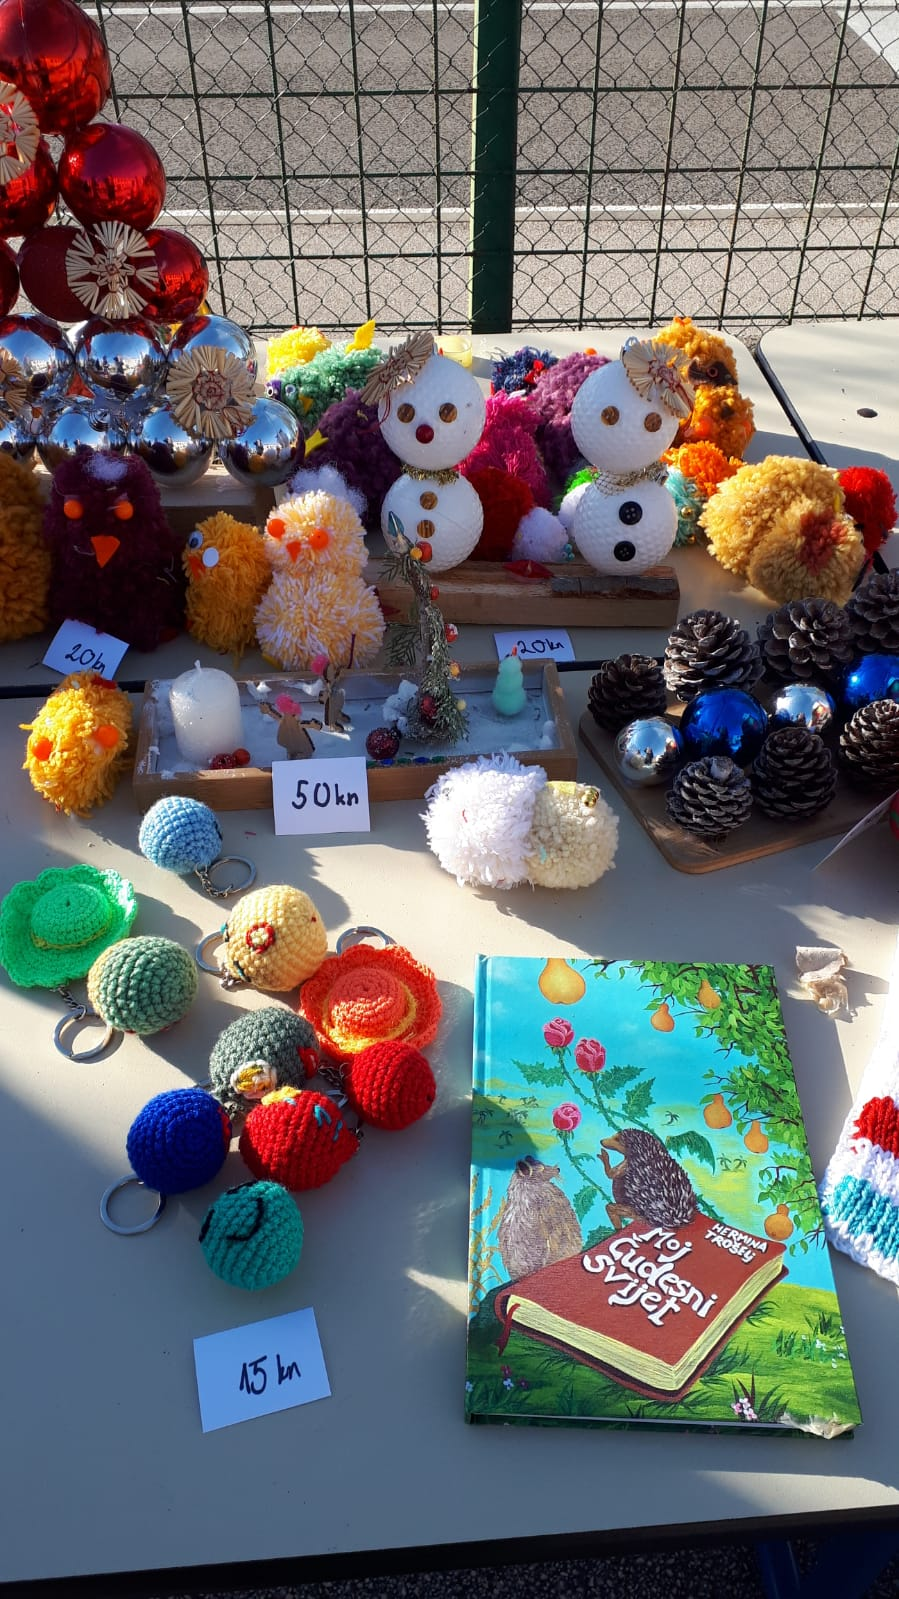 20kn
20kn
50kn
HERMINA
TROŠELJ
Moj
Čudesni
Svijet
15 kn